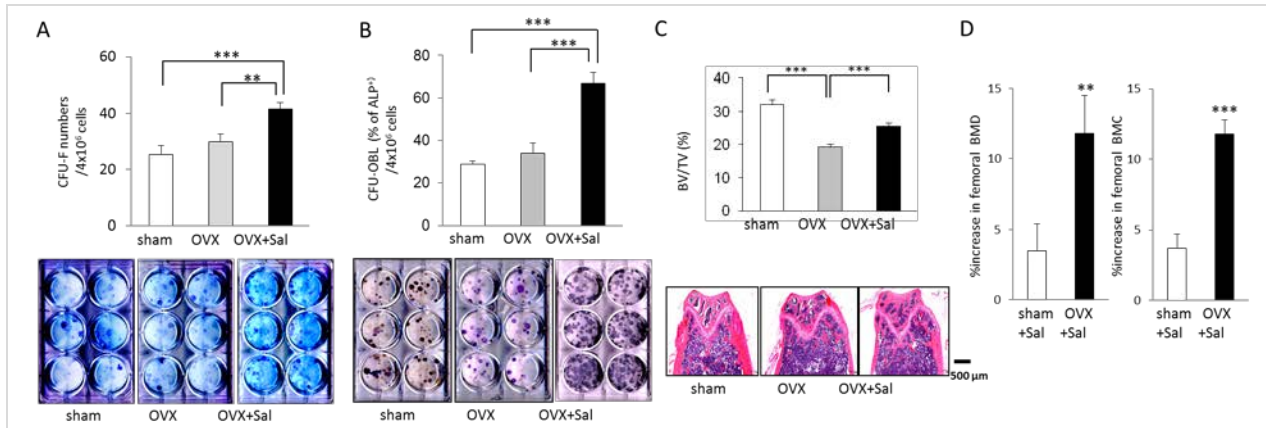 A
CFU-F numbers
/4x10⁶ cells
60
40
20
0
***
**
sham OVX OVX+Sal
sham OVX OVX+Sal
B
CFU-OBL (% of ALP⁺)
/4x10⁶ cells
80
60
40
20
0
***
***
sham OVX OVX+Sal
sham OVX OVX+Sal
C
BV/TV (%)
40
30
20
10
0
*** ***
sham OVX OVX+Sal
500 µm
sham OVX OVX+Sal
D
%increase in femoral BMD
15
10
5
0
**
sham OVX
+Sal +Sal
%increase in femoral BMC
15
10
5
0
***
sham OVX
+Sal +Sal